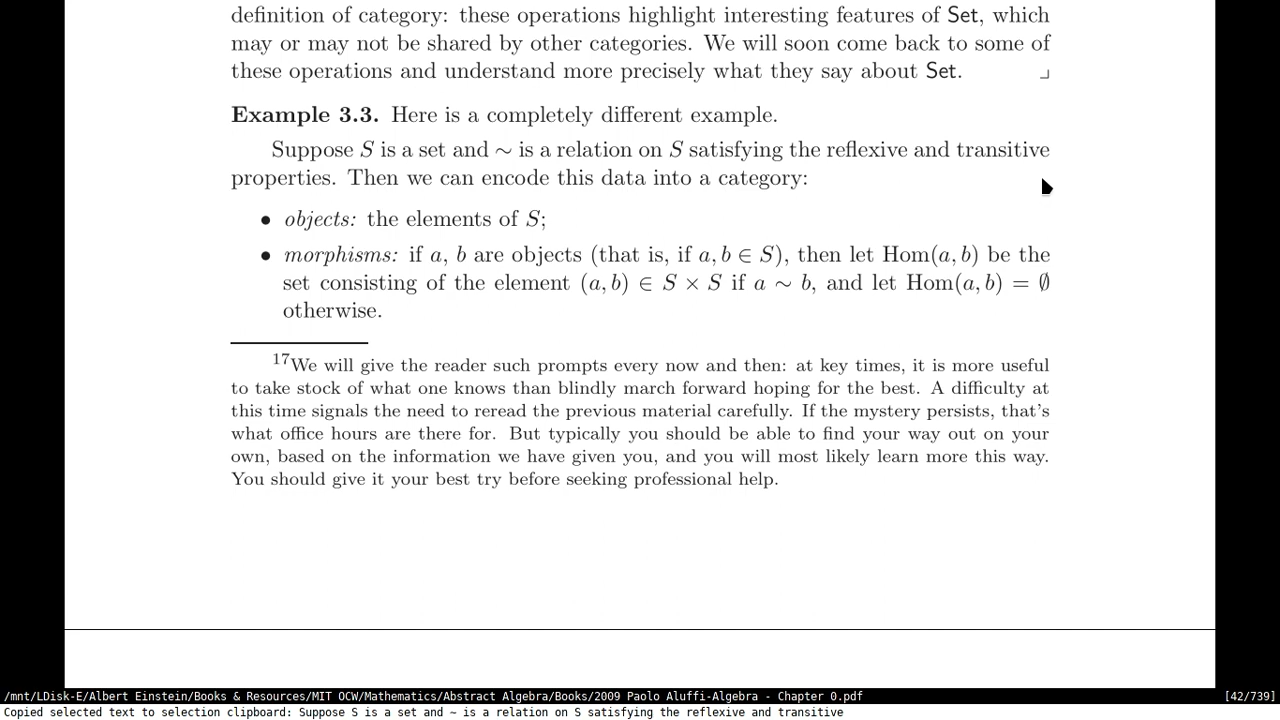 definition of category: these operations highlight interesting features of Set, which
may or may not be shared by other categories. We will soon come back to some of
these operations and understand more precisely what they say about Set. ┘
Example 3.3. Here is a completely different example.
Suppose S is a set and ∼ is a relation on S satisfying the reflexive and transitive
properties. Then we can encode this data into a category:
• objects: the elements of S;
• morphisms: if a, b are objects (that is, if a, b ∈ S), then let Hom(a, b) be the
set consisting of the element (a, b) ∈ S × S if a ∼ b, and let Hom(a, b) = ∅
otherwise.
17We will give the reader such prompts every now and then: at key times, it is more useful
to take stock of what one knows than blindly march forward hoping for the best. A difficulty at
this time signals the need to reread the previous material carefully. If the mystery persists, that's
what office hours are there for. But typically you should be able to find your way out on your
own, based on the information we have given you, and you will most likely learn more this way.
You should give it your best try before seeking professional help.
/mnt/LDisk-E/Albert Einstein/Books & Resources/MIT OCW/Mathematics/Abstract Algebra/Books/2009 Paolo Aluffi-Algebra - Chapter 0.pdf [42/739]
Copied selected text to selection clipboard: Suppose S is a set and ~ is a relation on S satisfying the reflexive and transitive